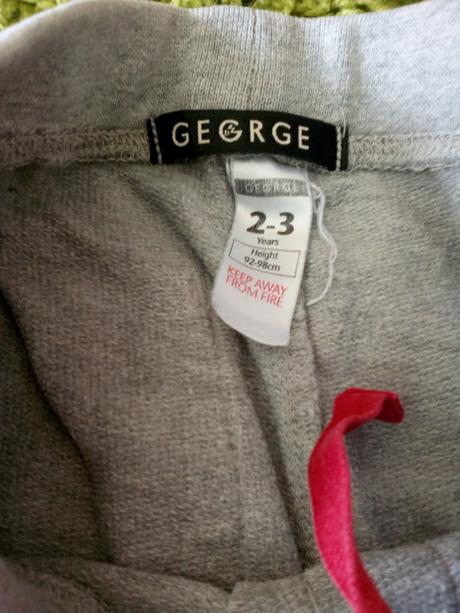 GEORGE
GEORGE
2-3
Years
Height
92-98cm
KEEP AWAY
FROM FIRE